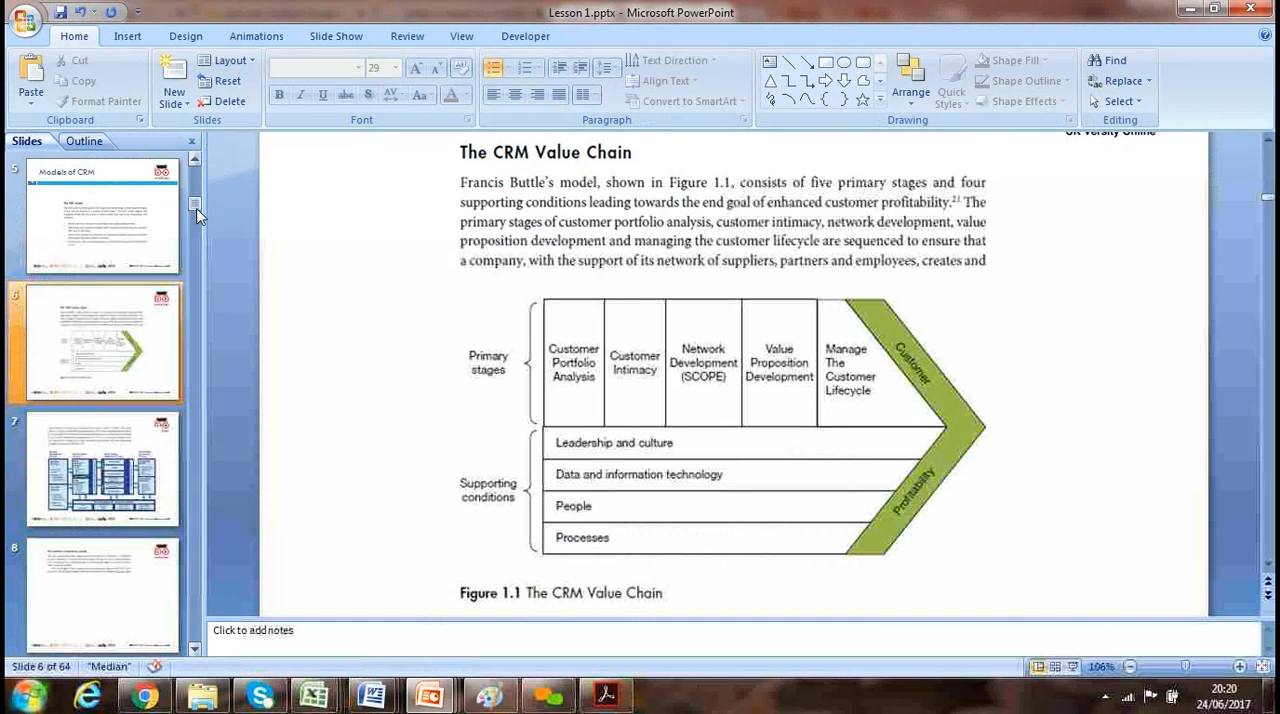 Lesson 1.pptx - Microsoft PowerPoint
Home Insert Design Slide Show Animations Review View Developer
Paste
Cut
Copy
Format Painter
Clipboard
New
Slide
Layout
Reset
Delete
Slides
29
Font
Text Direction
Align Text
Convert to SmartArt
Paragraph
Arrange
Quick
Styles
Shape Fill
Shape Outline
Shape Effects
Drawing
Find
Replace
Select
Editing
Slides Outline
5
Models of CRM
6
7
8
UK Versity Online
The CRM Value Chain
Francis Buttle's model, shown in Figure 1.1, consists of five primary stages and four
supporting conditions leading towards the end goal of enhanced customer profitability.21 The
primary stages of customer portfolio analysis, customer intimacy, network development, value
proposition development and managing the customer lifecycle are sequenced to ensure that
a company, with the support of its network of suppliers, partners and employees, creates and
Primary
stages
Customer
Portfolio
Analysis
Customer
Intimacy
Network
Development
(SCOPE)
Value
Proposition
Development
Manage
The
Customer
Lifecycle
Customer
Supporting
conditions
Leadership and culture
Data and information technology
People
Processes
Profitability
Figure 1.1 The CRM Value Chain
Click to add notes
Slide 6 of 64 "Median" 106%
20:20
24/06/2017